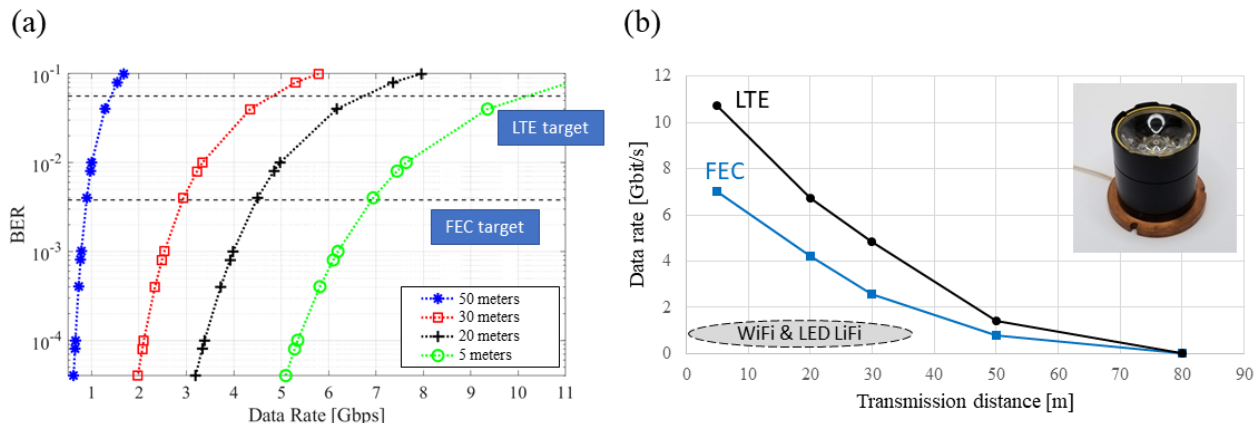 (a)
10⁻¹
10⁻²
10⁻³
10⁻⁴
BER
LTE target
FEC target
50 meters
30 meters
20 meters
5 meters
1 2 3 4 5 6 7 8 9 10 11
Data Rate [Gbps]
(b)
12
10
8
6
4
2
0
Data rate [Gbit/s]
LTE
FEC
WiFi & LED LiFi
0 10 20 30 40 50 60 70 80 90
Transmission distance [m]